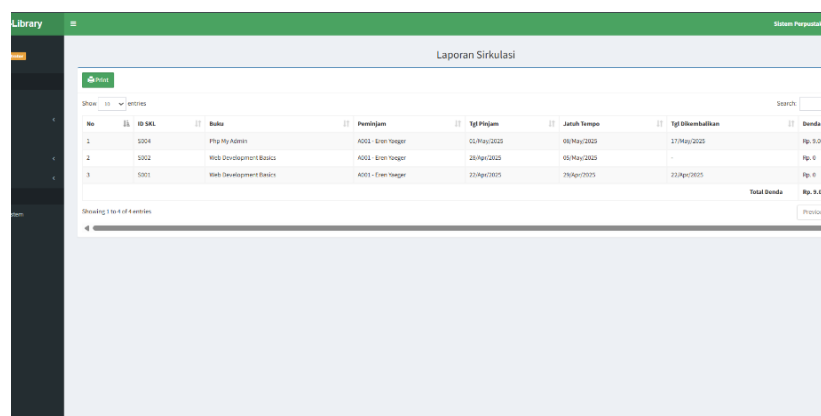 Library
Sistem Perpustak
Laporan Sirkulasi
Print
Show 10 entries
Search:
No ID SKL Buku Peminjam Tgl Pinjam Jatuh Tempo Tgl Dikembalikan Denda
1 S004 Php My Admin A001 - Eren Yaeger 01/May/2025 08/May/2025 17/May/2025 Rp. 9.0
2 S002 Web Development Basics A001 - Eren Yaeger 28/Apr/2025 05/May/2025 - Rp. 0
3 S001 Web Development Basics A001 - Eren Yaeger 22/Apr/2025 29/Apr/2025 22/Apr/2025 Rp. 0
Total Denda Rp. 9.0
stem
Showing 1 to 4 of 4 entries
Previou